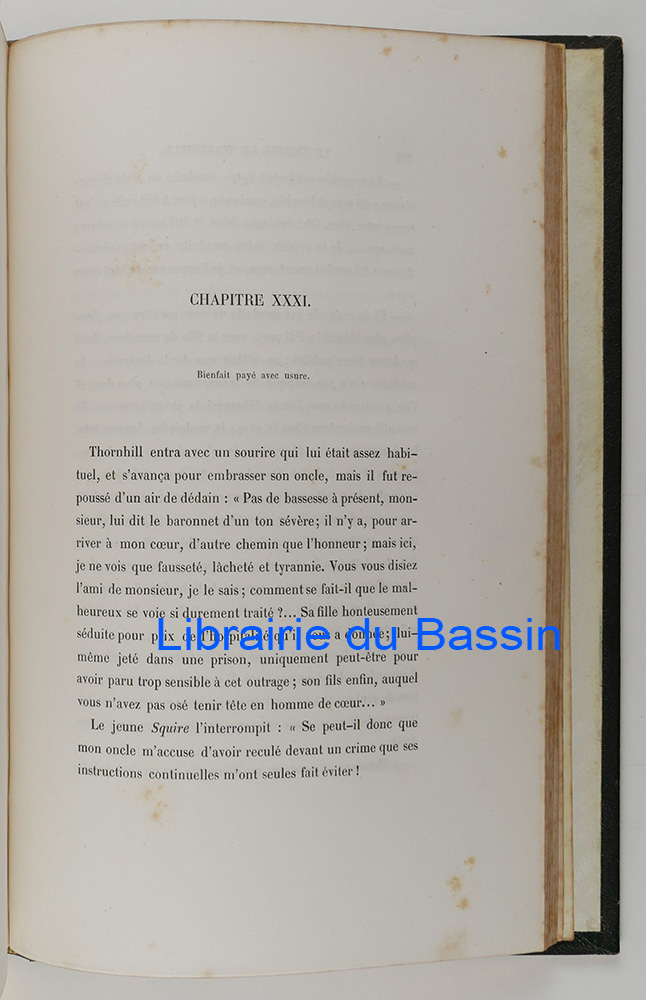 CHAPITRE XXXI.
Bienfait payé avec usure.
Thornhill entra avec un sourire qui lui était assez habi-
tuel, et s'avança pour embrasser son oncle, mais il fut re-
poussé d'un air de dédain : « Pas de bassesse à présent, mon-
sieur, lui dit le baronnet d'un ton sévère; il n'y a, pour ar-
river à mon cœur, d'autre chemin que l'honneur; mais ici,
je ne vois que fausseté, lâcheté et tyrannie. Vous vous disiez
l'ami de monsieur, je le sais; comment se fait-il que le mal-
heureux se voie si durement traité ?... Sa fille honteusement
séduite pour prix de l'hospitalité qu'il vous a donnée; lui-
Librairie du Bassin
même jeté dans une prison, uniquement peut-être pour
avoir paru trop sensible à cet outrage; son fils enfin, auquel
vous n'avez pas osé tenir tête en homme de cœur... »
Le jeune Squire l'interrompit : « Se peut-il donc que
mon oncle m'accuse d'avoir reculé devant un crime que ses
instructions continuelles m'ont seules fait éviter !